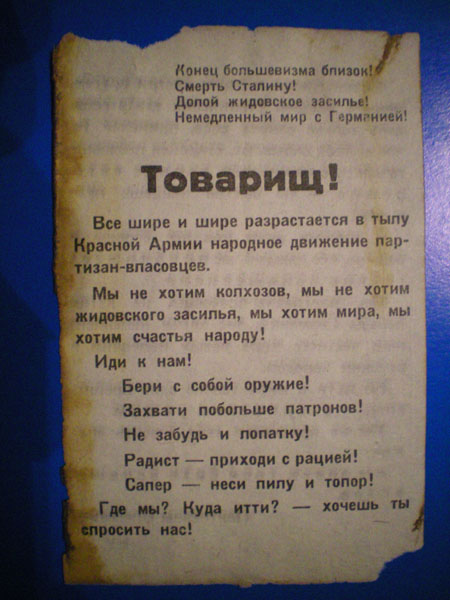 Конец большевизма близок!
Смерть Сталину!
Долой жидовское засилье!
Немедленный мир с Германией!
Товарищ!
Все шире и шире разрастается в тылу
Красной Армии народное движение пар-
тизан-власовцев.
Мы не хотим колхозов, мы не хотим
жидовского засилья, мы хотим мира, мы
хотим счастья народу!
Иди к нам!
Бери с собой оружие!
Захвати побольше патронов!
Не забудь и лопатку!
Радист — приходи с рацией!
Сапер — неси пилу и топор!
Где мы? Куда итти? — хочешь ты
спросить нас!